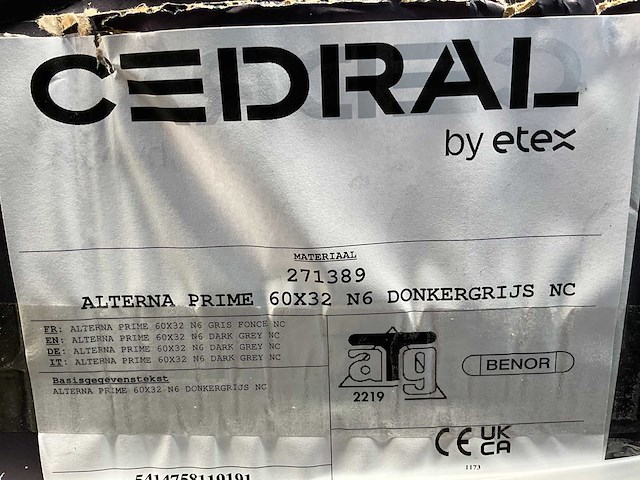 CEDRAL
by etex
MATERIAAL
271389
ALTERNA PRIME 60X32 N6 DONKERGRIJS NC
FR: ALTERNA PRIME 60X32 N6 GRIS FONCE NC
EN: ALTERNA PRIME 60X32 N6 DARK GREY NC
DE: ALTERNA PRIME 60X32 N6 DARK GREY NC
IT: ALTERNA PRIME 60X32 N6 DARK GREY NC
Basisgegevenstekst
ALTERNA PRIME 60X32 N6 DONKERGRIJS NC
atg
2219
BENOR
CE UK CA
1173
5414758119191